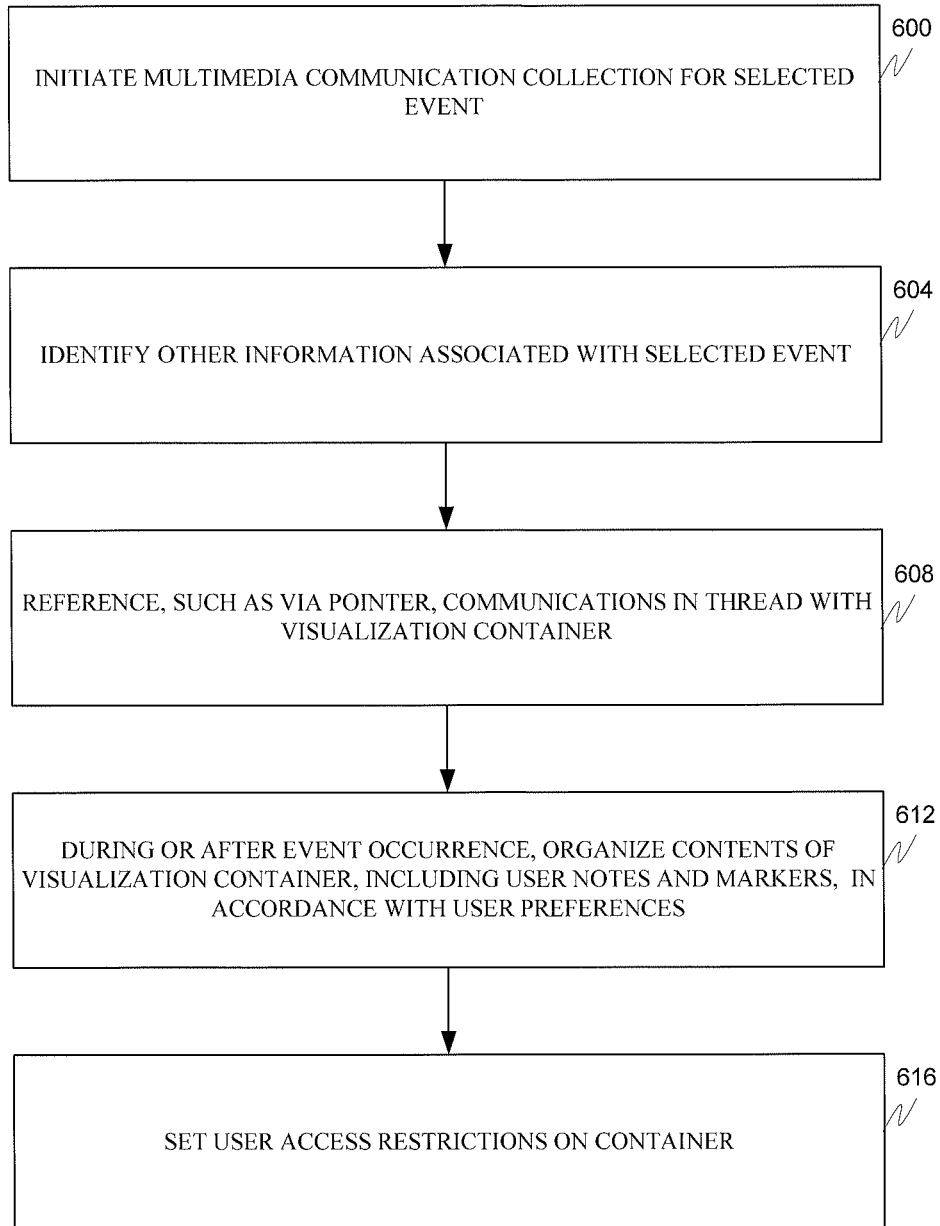 600
INITIATE MULTIMEDIA COMMUNICATION COLLECTION FOR SELECTED
EVENT
604
IDENTIFY OTHER INFORMATION ASSOCIATED WITH SELECTED EVENT
608
REFERENCE, SUCH AS VIA POINTER, COMMUNICATIONS IN THREAD WITH
VISUALIZATION CONTAINER
612
DURING OR AFTER EVENT OCCURRENCE, ORGANIZE CONTENTS OF
VISUALIZATION CONTAINER, INCLUDING USER NOTES AND MARKERS, IN
ACCORDANCE WITH USER PREFERENCES
616
SET USER ACCESS RESTRICTIONS ON CONTAINER